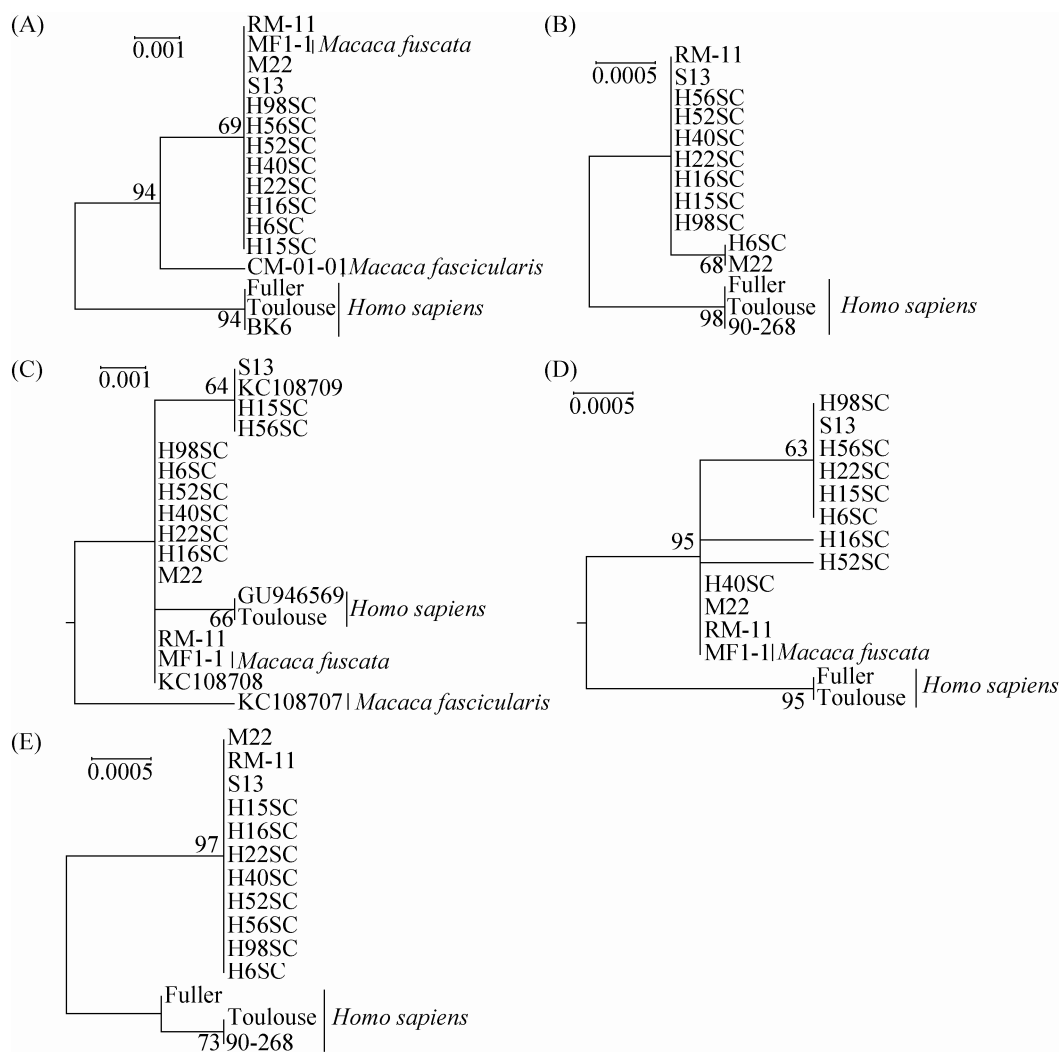 (A)
0.001
RM-11
MF1-1 Macaca fuscata
M22
S13
H98SC
69 H56SC
H52SC
H40SC
H22SC
94 H16SC
H6SC
H15SC
CM-01-01 Macaca fascicularis
Fuller
Toulouse Homo sapiens
94 BK6
(B)
0.0005
RM-11
S13
H56SC
H52SC
H40SC
H22SC
H16SC
H15SC
H98SC
H6SC
68 M22
Fuller
Toulouse Homo sapiens
98 90-268
(C)
0.001
S13
64 KC108709
H15SC
H56SC
H98SC
H6SC
H52SC
H40SC
H22SC
H16SC
M22
GU946569
66 Toulouse Homo sapiens
RM-11
MF1-1 Macaca fuscata
KC108708
KC108707 Macaca fascicularis
(D)
0.0005
H98SC
S13
63 H56SC
H22SC
H15SC
H6SC
95 H16SC
H52SC
H40SC
M22
RM-11
MF1-1 Macaca fuscata
Fuller
95 Toulouse Homo sapiens
(E)
0.0005
M22
RM-11
S13
H15SC
H16SC
97 H22SC
H40SC
H52SC
H56SC
H98SC
H6SC
Fuller
Toulouse Homo sapiens
73 90-268